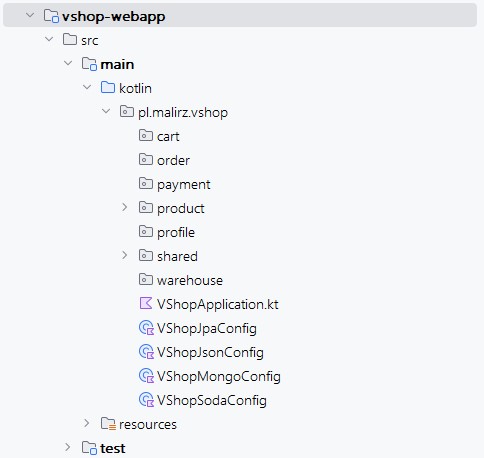 vshop-webapp
src
main
kotlin
pl.malirz.vshop
cart
order
payment
product
profile
shared
warehouse
VShopApplication.kt
VShopJpaConfig
VShopJsonConfig
VShopMongoConfig
VShopSodaConfig
resources
test